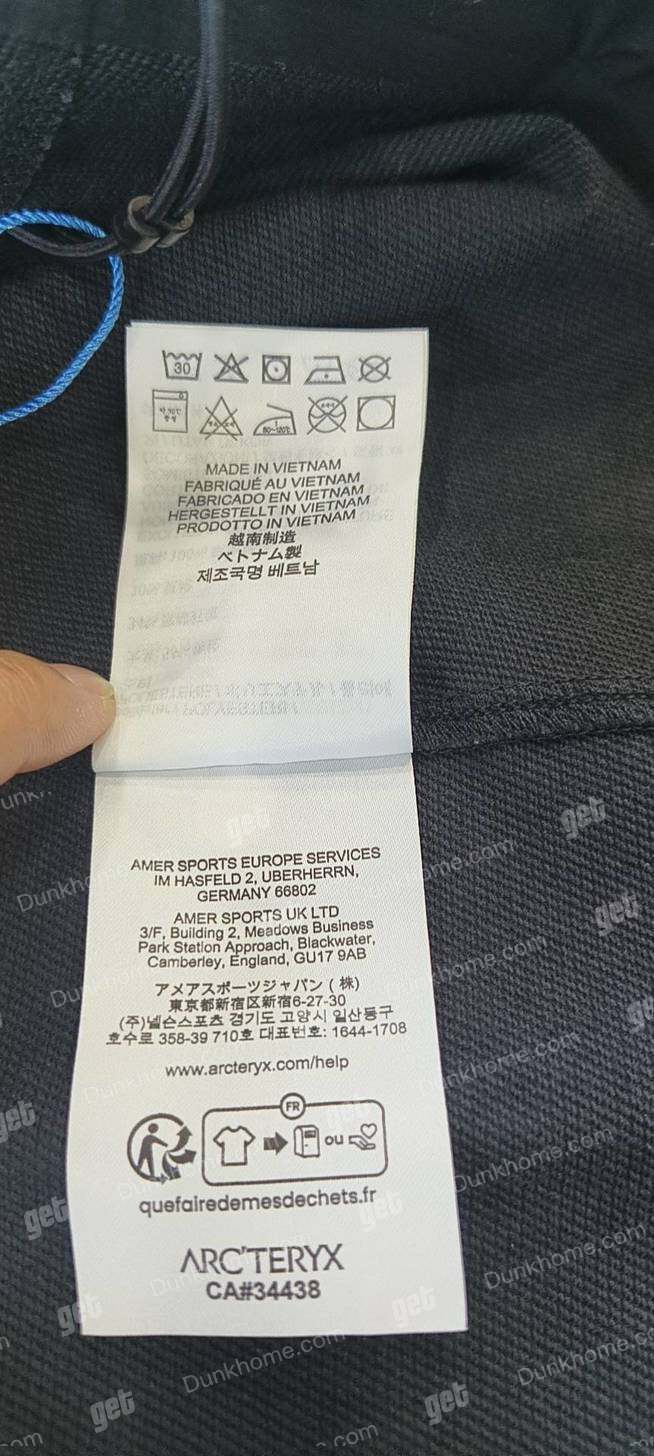 30
80~120℃
MADE IN VIETNAM
FABRIQUÉ AU VIETNAM
FABRICADO EN VIETNAM
HERGESTELLT IN VIETNAM
PRODOTTO IN VIETNAM
越南制造
ベトナム製
제조국명 베트남
AMER SPORTS EUROPE SERVICES
IM HASFELD 2, UBERHERRN,
GERMANY 66802
AMER SPORTS UK LTD
3/F, Building 2, Meadows Business
Park Station Approach, Blackwater,
Camberley, England, GU17 9AB
アメアスポーツジャパン ( 株)
東京都新宿区新宿6-27-30
(주)넬슨스포츠 경기도 고양시 일산동구
호수로 358-39 710호 대표번호: 1644-1708
www.arcteryx.com/help
FR
ou
quefairedemesdechets.fr
ARC'TERYX
CA#34438
get
Dunkhome.com